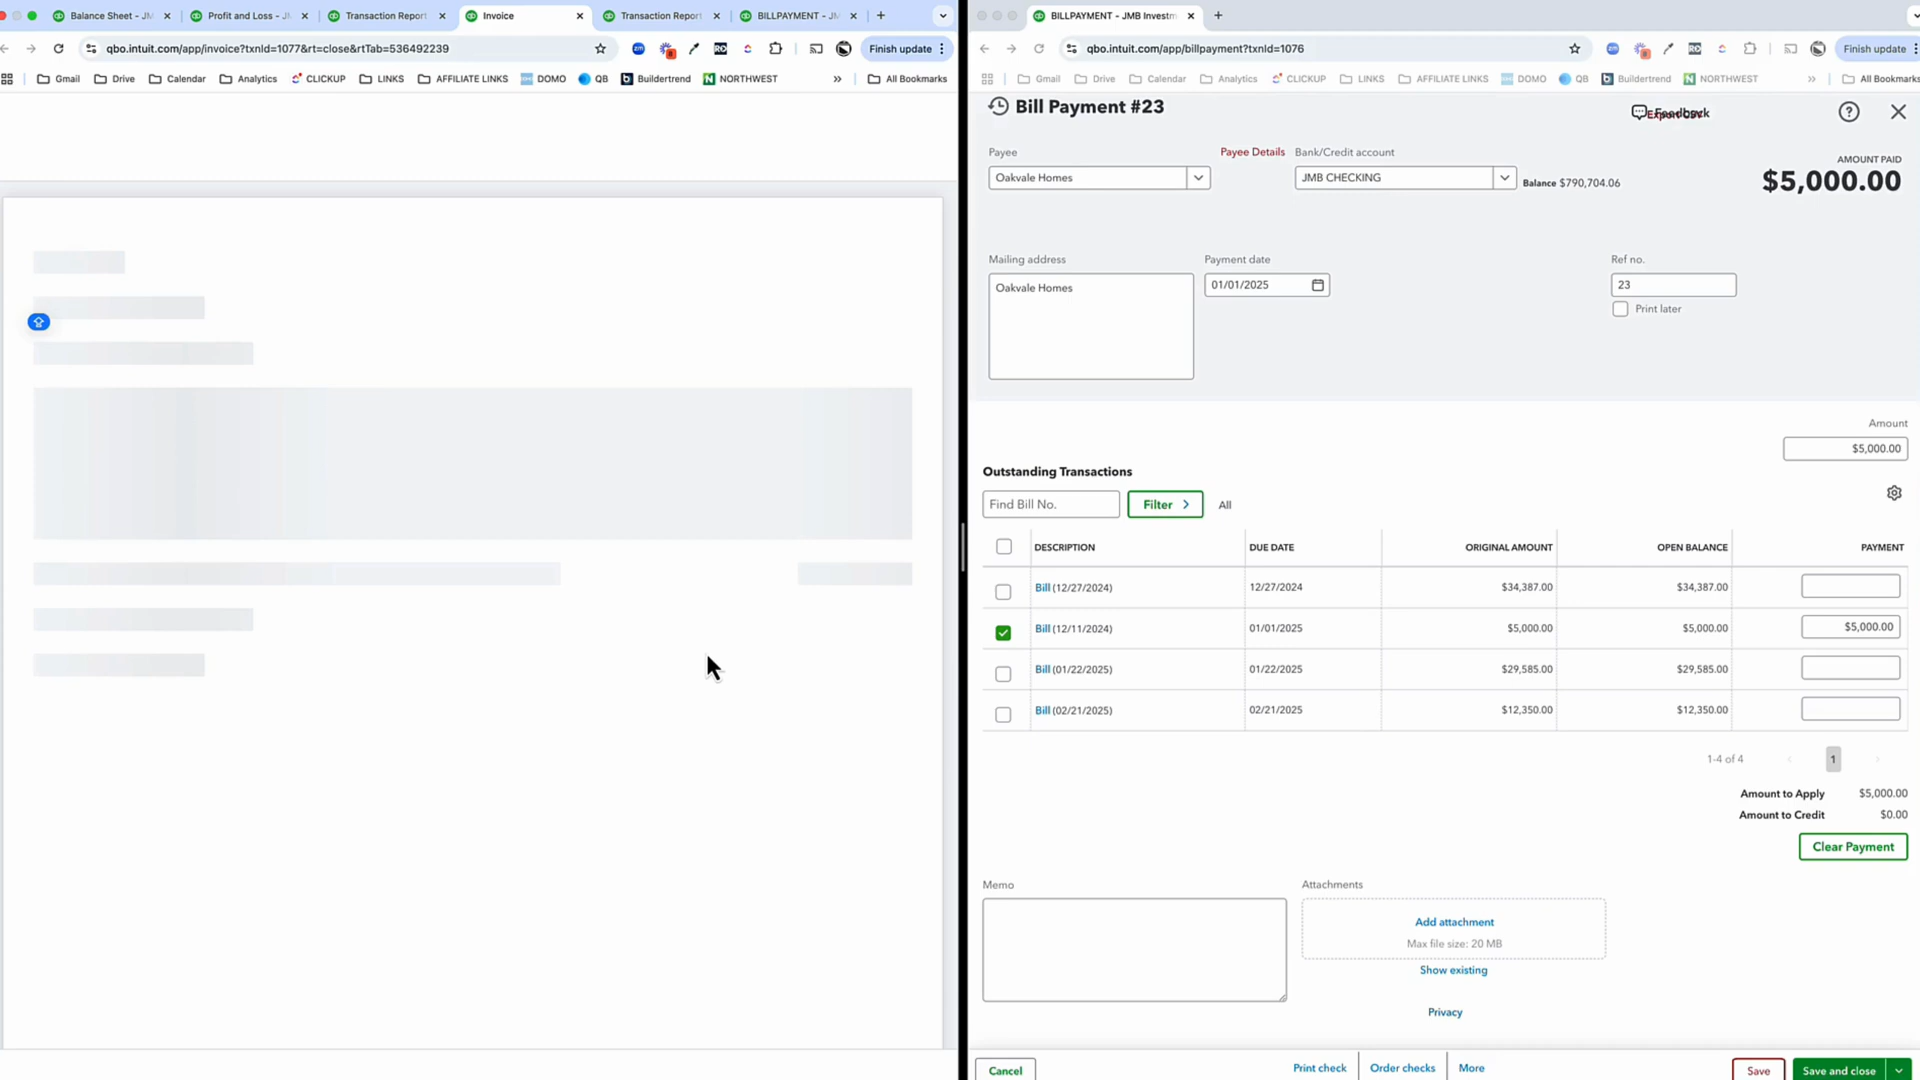 Balance Sheet - JM
Profit and Loss - J
Transaction Report
Invoice
Transaction Report
BILLPAYMENT - JM
qbo.intuit.com/app/invoice?txnId=1077&rt=close&rtTab=536492239
Finish update
Gmail
Drive
Calendar
Analytics
CLICKUP
LINKS
AFFILIATE LINKS
DOMO
QB
Buildertrend
NORTHWEST
»
All Bookmarks
BILLPAYMENT - JMB Investm
qbo.intuit.com/app/billpayment?txnId=1076
Finish update
Gmail
Drive
Calendar
Analytics
CLICKUP
LINKS
AFFILIATE LINKS
DOMO
QB
Buildertrend
NORTHWEST
»
All Bookmarks
Bill Payment #23
Feedback
Payee
Payee Details
Bank/Credit account
AMOUNT PAID
Oakvale Homes
JMB CHECKING
Balance $790,704.06
$5,000.00
Mailing address
Payment date
Ref no.
Oakvale Homes
01/01/2025
23
Print later
Amount
$5,000.00
Outstanding Transactions
Find Bill No.
Filter
All
DESCRIPTION DUE DATE ORIGINAL AMOUNT OPEN BALANCE PAYMENT
Bill (12/27/2024) 12/27/2024 $34,387.00 $34,387.00
Bill (12/11/2024) 01/01/2025 $5,000.00 $5,000.00 $5,000.00
Bill (01/22/2025) 01/22/2025 $29,585.00 $29,585.00
Bill (02/21/2025) 02/21/2025 $12,350.00 $12,350.00
1-4 of 4
1
Amount to Apply $5,000.00
Amount to Credit $0.00
Clear Payment
Memo
Attachments
Add attachment
Max file size: 20 MB
Show existing
Privacy
Cancel
Print check
Order checks
More
Save
Save and close